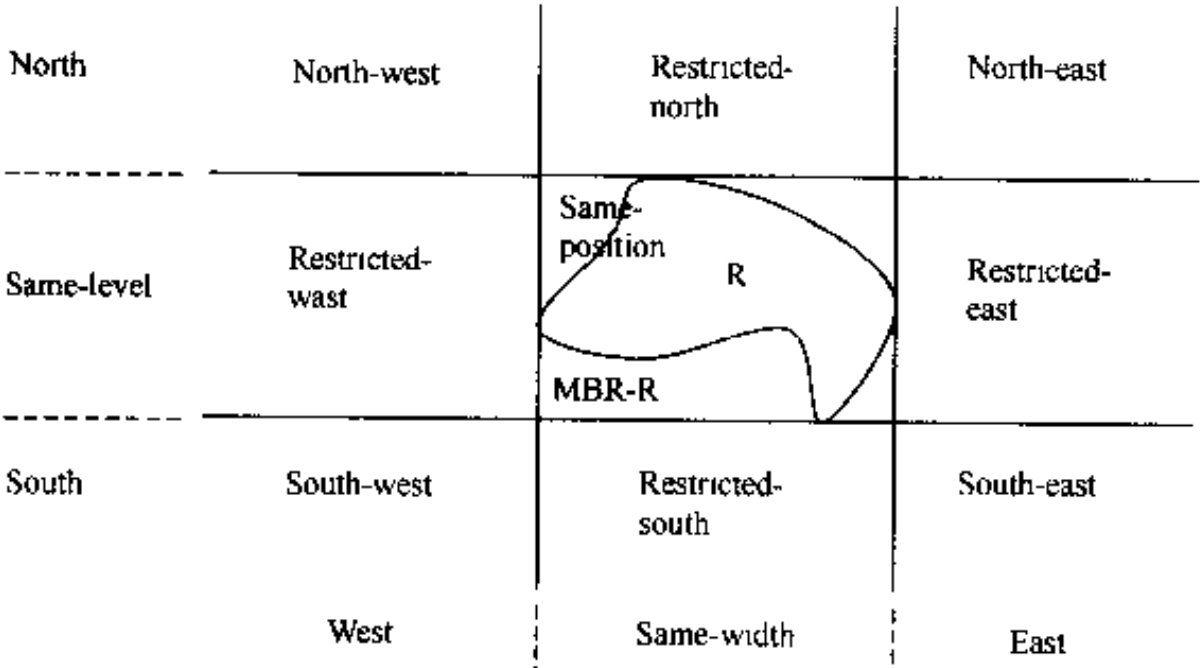 North
North-west
Restricted-
north
North-east
Same-level
Restricted-
wast
Same-
position
R
Restricted-
east
MBR-R
South
South-west
Restricted-
south
South-east
West
Same-width
East